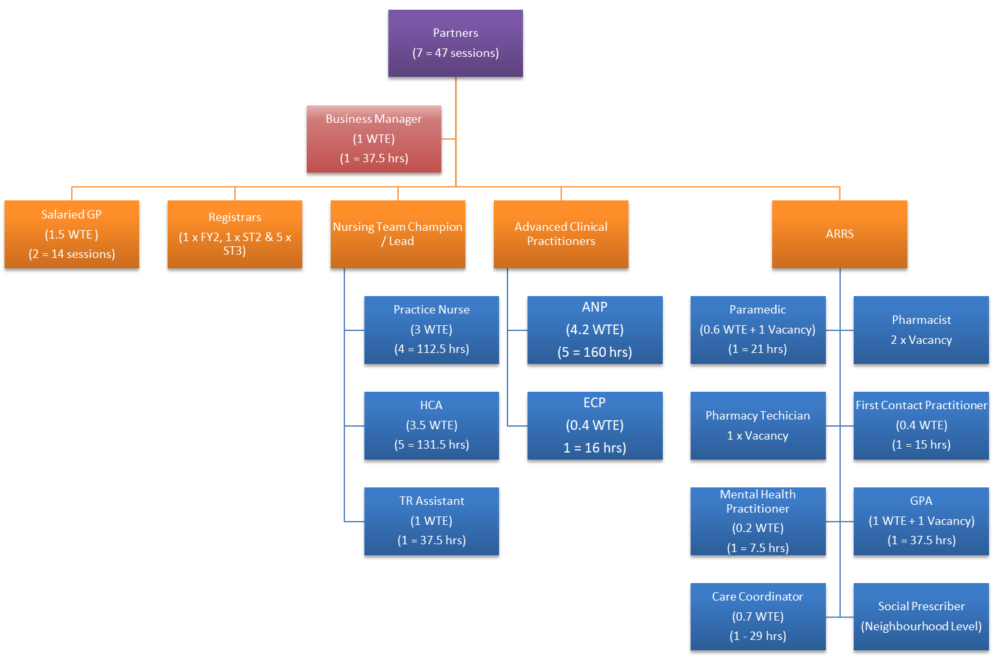 Partners
(7 = 47 sessions)
Business Manager
(1 WTE)
(1 = 37.5 hrs)
Salaried GP
(1.5 WTE )
(2 = 14 sessions)
Registrars
(1 x FY2, 1 x ST2 & 5 x
ST3)
Nursing Team Champion
/ Lead
Advanced Clinical
Practitioners
ARRS
Practice Nurse
(3 WTE)
(4 = 112.5 hrs)
ANP
(4.2 WTE)
(5 = 160 hrs)
Paramedic
(0.6 WTE + 1 Vacancy)
(1 = 21 hrs)
Pharmacist
2 x Vacancy
HCA
(3.5 WTE)
(5 = 131.5 hrs)
ECP
(0.4 WTE)
1 = 16 hrs)
Pharmacy Techician
1 x Vacancy
First Contact Practitioner
(0.4 WTE)
(1 = 15 hrs)
TR Assistant
(1 WTE)
(1 = 37.5 hrs)
Mental Health
Practitioner
(0.2 WTE)
(1 = 7.5 hrs)
GPA
(1 WTE + 1 Vacancy)
(1 = 37.5 hrs)
Care Coordinator
(0.7 WTE)
(1 - 29 hrs)
Social Prescriber
(Neighbourhood Level)